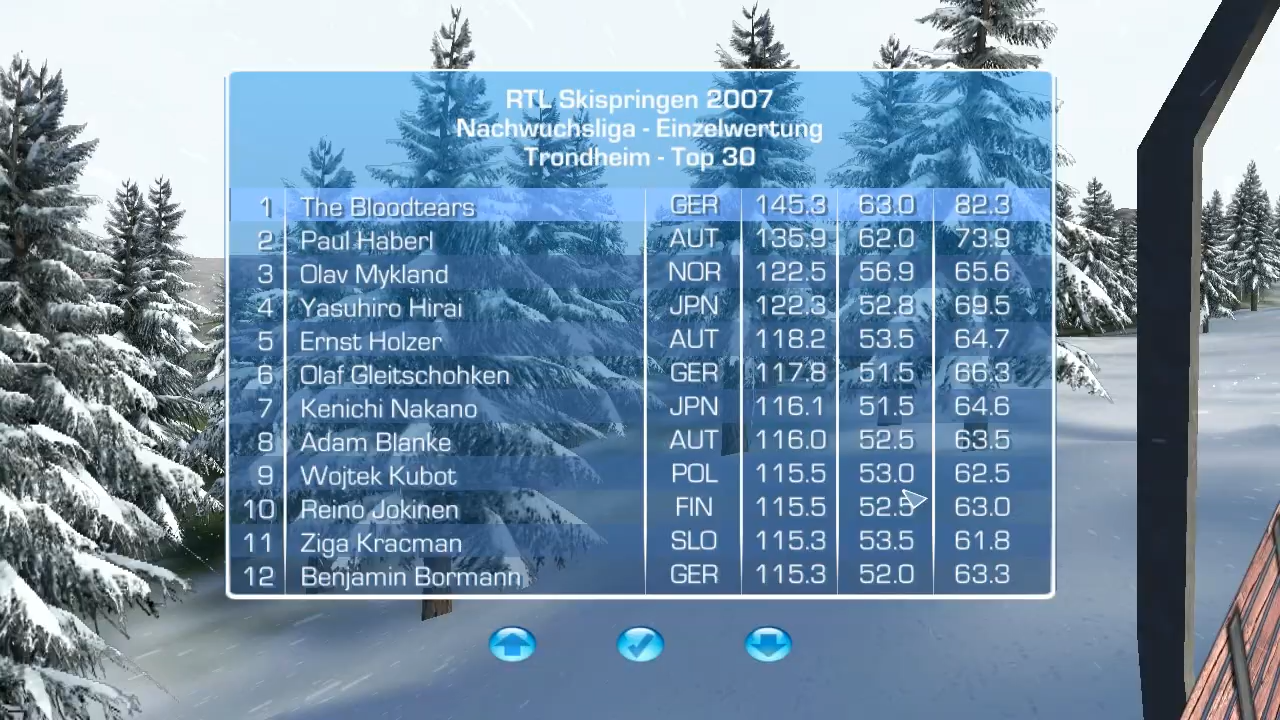 RTL Skispringen 2007
Nachwuchsliga - Einzelwertung
Trondheim - Top 30
1 The Bloodtears GER 145.3 63.0 82.3
2 Paul Haberl AUT 135.9 62.0 73.9
3 Olav Mykland NOR 122.5 56.9 65.6
4 Yasuhiro Hirai JPN 122.3 52.8 69.5
5 Ernst Holzer AUT 118.2 53.5 64.7
6 Olaf Gleitschohken GER 117.8 51.5 66.3
7 Kenichi Nakano JPN 116.1 51.5 64.6
8 Adam Blanke AUT 116.0 52.5 63.5
9 Wojtek Kubot POL 115.5 53.0 62.5
10 Reino Jokinen FIN 115.5 52.5 63.0
11 Ziga Kracman SLO 115.3 53.5 61.8
12 Benjamin Bormann GER 115.3 52.0 63.3